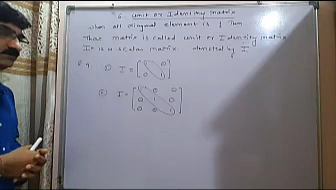 6 Unit or Idenity matrix
when all diagonal element is 1 Then
That matrix is called unit or Identity matrix
It is a scalar matrix. denoted by I.
e.g. ① I = [1 0
0 1]
② I = [1 0 0
0 1 0
0 0 1]